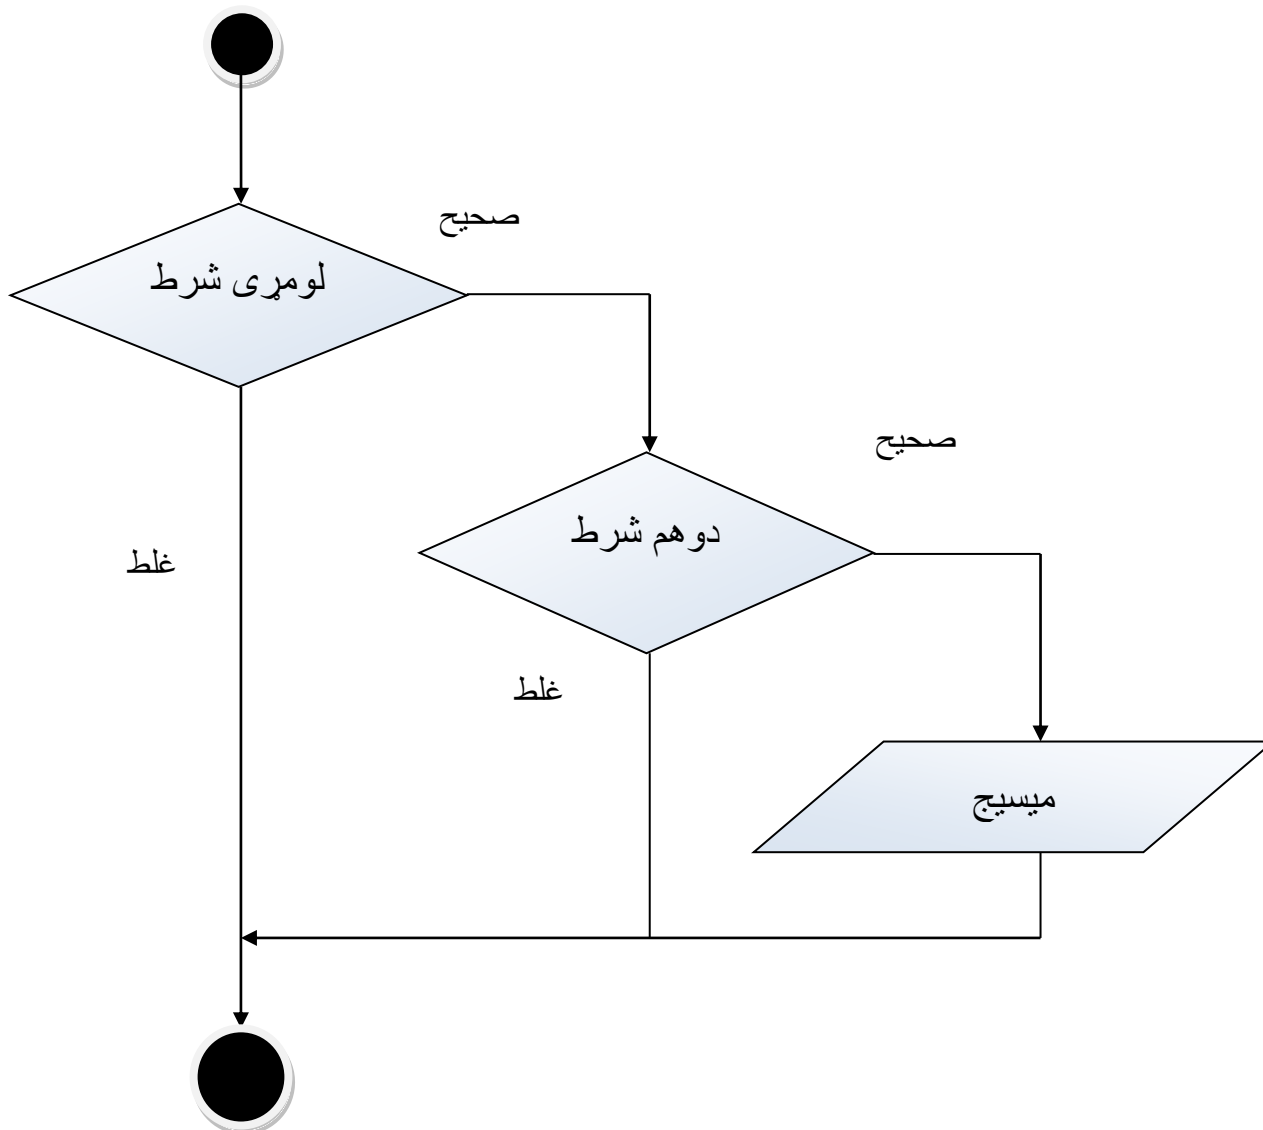 صحیح
لومړی شرط
صحیح
دوهم شرط
غلط
غلط
میسیج